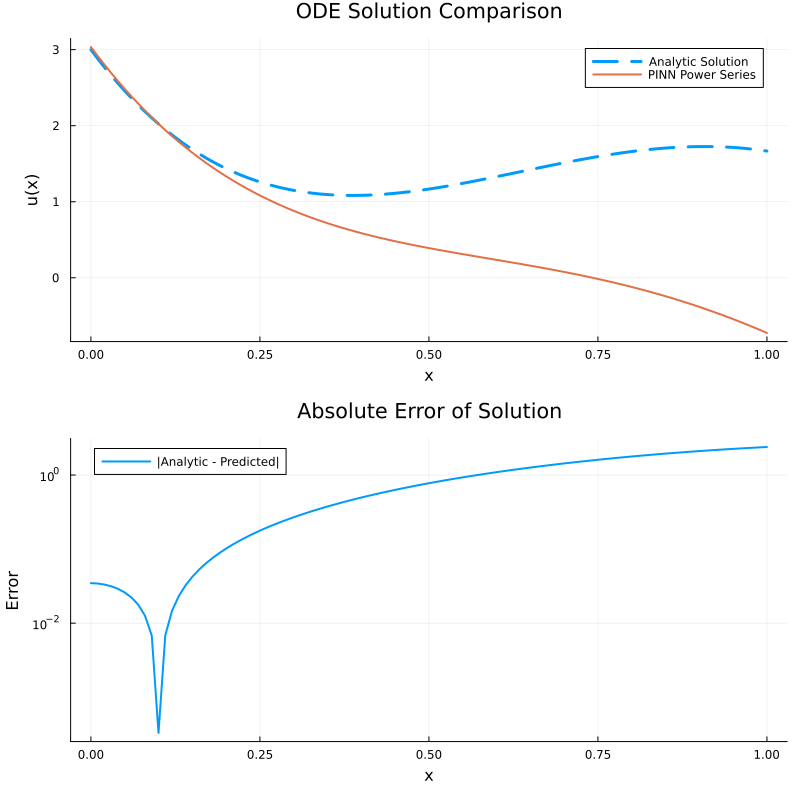 ODE Solution Comparison
3
2
1
0
u(x)
Analytic Solution
PINN Power Series
0.00 0.25 0.50 0.75 1.00
x
Absolute Error of Solution
|Analytic - Predicted|
10⁰
10⁻²
Error
0.00 0.25 0.50 0.75 1.00
x